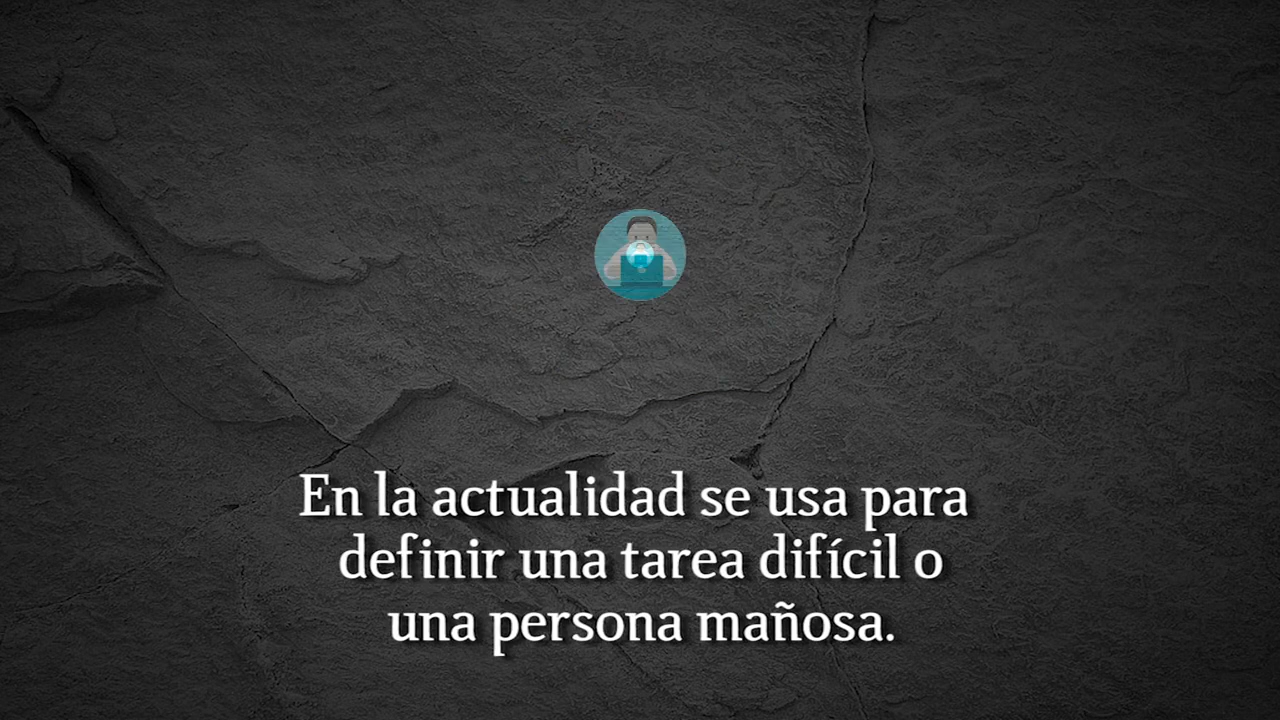 En la actualidad se usa para
definir una tarea difícil o
una persona mañosa.